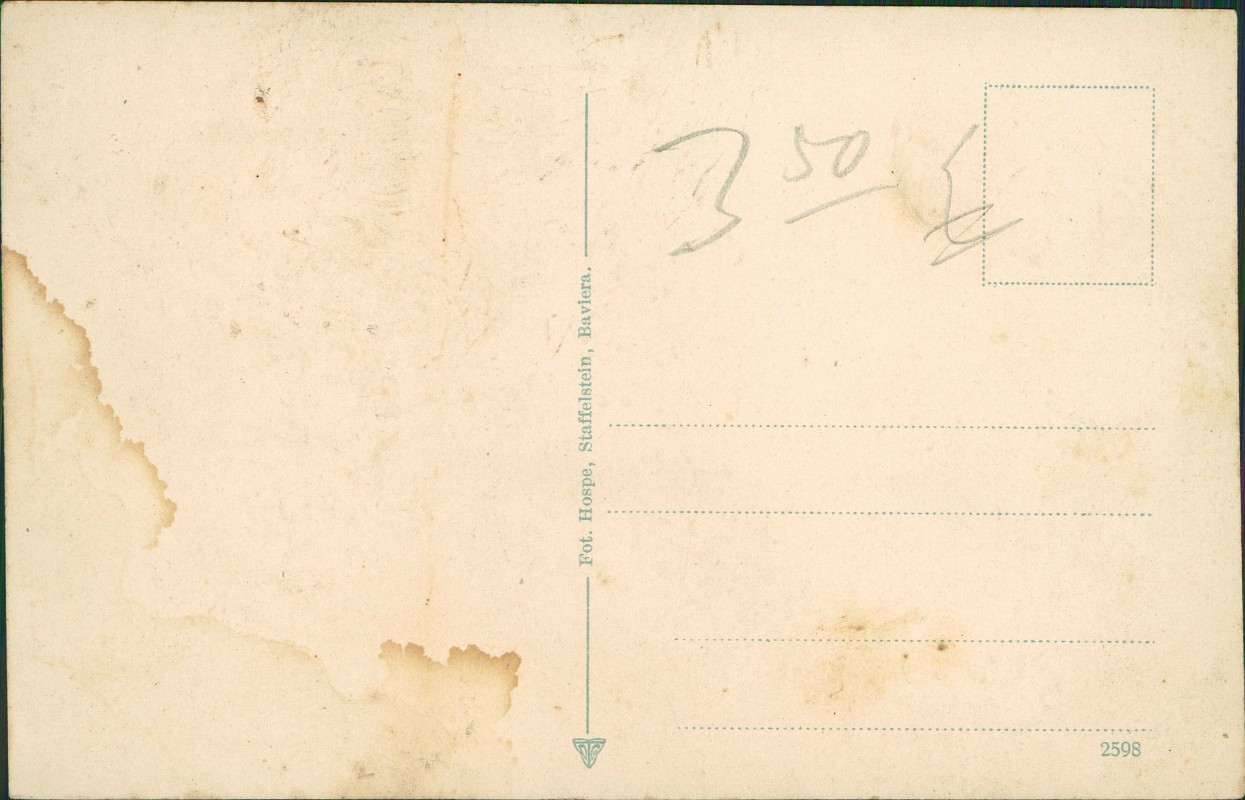 3 50
Fot. Hospe, Staffelstein, Baviera.
2598